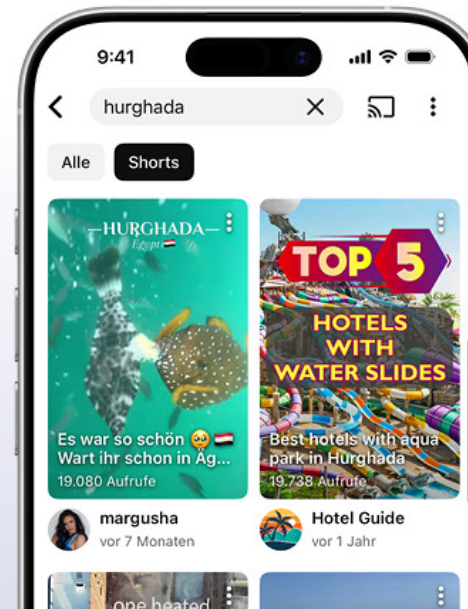 9:41
hurghada
Alle
Shorts
HURGHADA
Egypt
TOP 5
HOTELS
WITH
WATER SLIDES
Es war so schön 🥹🇪🇬
Wart ihr schon in Äg...
19.080 Aufrufe
Best hotels with aqua
park in Hurghada
19.738 Aufrufe
margusha
vor 7 Monaten
Hotel Guide
vor 1 Jahr
one heated